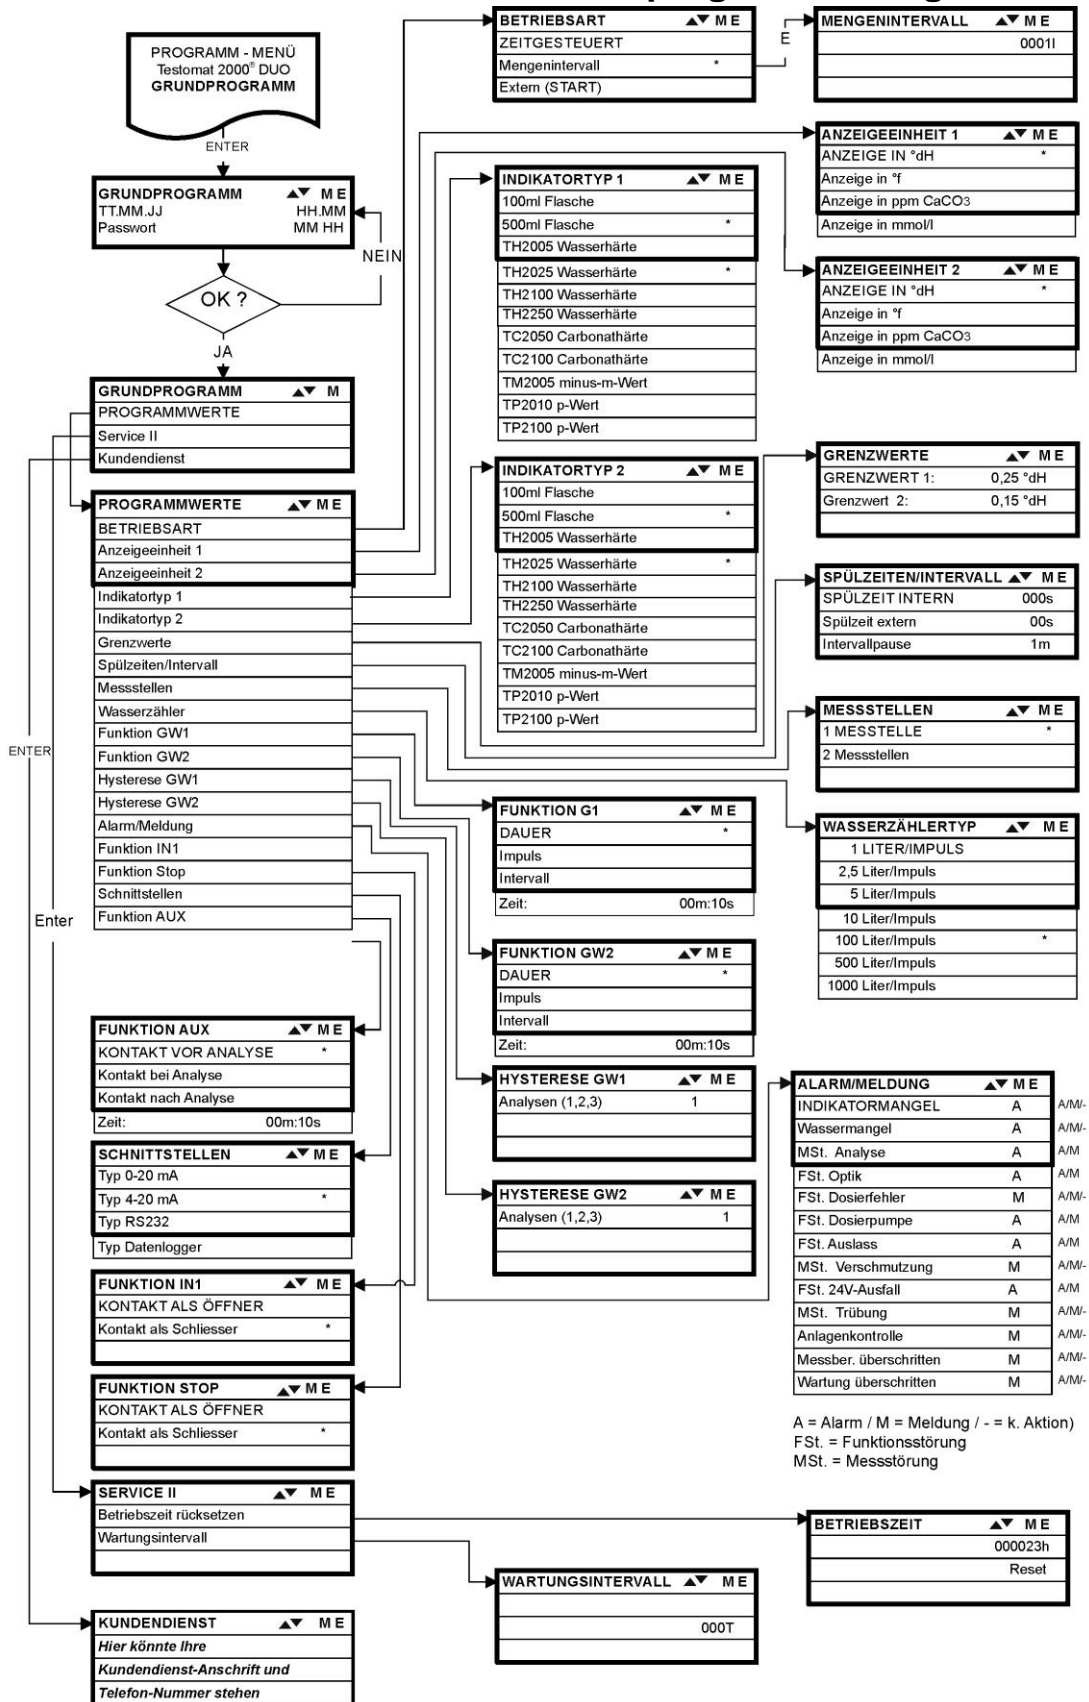 PROGRAMM - MENÜ
Testomat 2000® DUO
GRUNDPROGRAMM
ENTER
GRUNDPROGRAMM ▲▼ M E
TT.MM.JJ HH.MM
Passwort MM HH
NEIN
OK ?
JA
GRUNDPROGRAMM ▲▼ M
PROGRAMMWERTE
Service II
Kundendienst
PROGRAMMWERTE ▲▼ M E
BETRIEBSART
Anzeigeeinheit 1
Anzeigeeinheit 2
Indikatortyp 1
Indikatortyp 2
Grenzwerte
Spülzeiten/Intervall
Messstellen
Wasserzähler
Funktion GW1
Funktion GW2
Hysterese GW1
Hysterese GW2
Alarm/Meldung
Funktion IN1
Funktion Stop
Schnittstellen
Funktion AUX
ENTER
Enter
FUNKTION AUX ▲▼ M E
KONTAKT VOR ANALYSE *
Kontakt bei Analyse
Kontakt nach Analyse
Zeit: 00m:10s
SCHNITTSTELLEN ▲▼ M E
Typ 0-20 mA
Typ 4-20 mA *
Typ RS232
Typ Datenlogger
FUNKTION IN1 ▲▼ M E
KONTAKT ALS ÖFFNER
Kontakt als Schliesser *
FUNKTION STOP ▲▼ M E
KONTAKT ALS ÖFFNER
Kontakt als Schliesser *
SERVICE II ▲▼ M E
Betriebszeit rücksetzen
Wartungsintervall
KUNDENDIENST ▲▼ M E
Hier könnte Ihre
Kundendienst-Anschrift und
Telefon-Nummer stehen
BETRIEBSART ▲▼ M E
ZEITGESTEUERT
Mengenintervall *
Extern (START)
E
INDIKATORTYP 1 ▲▼ M E
100ml Flasche
500ml Flasche *
TH2005 Wasserhärte
TH2025 Wasserhärte *
TH2100 Wasserhärte
TH2250 Wasserhärte
TC2050 Carbonathärte
TC2100 Carbonathärte
TM2005 minus-m-Wert
TP2010 p-Wert
TP2100 p-Wert
INDIKATORTYP 2 ▲▼ M E
100ml Flasche
500ml Flasche *
TH2005 Wasserhärte
TH2025 Wasserhärte *
TH2100 Wasserhärte
TH2250 Wasserhärte
TC2050 Carbonathärte
TC2100 Carbonathärte
TM2005 minus-m-Wert
TP2010 p-Wert
TP2100 p-Wert
FUNKTION G1 ▲▼ M E
DAUER *
Impuls
Intervall
Zeit: 00m:10s
FUNKTION GW2 ▲▼ M E
DAUER *
Impuls
Intervall
Zeit: 00m:10s
HYSTERESE GW1 ▲▼ M E
Analysen (1,2,3) 1
HYSTERESE GW2 ▲▼ M E
Analysen (1,2,3) 1
WARTUNGSINTERVALL ▲▼ M E
000T
MENGENINTERVALL ▲▼ M E
0001l
ANZEIGEEINHEIT 1 ▲▼ M E
ANZEIGE IN °dH *
Anzeige in °f
Anzeige in ppm CaCO3
Anzeige in mmol/l
ANZEIGEEINHEIT 2 ▲▼ M E
ANZEIGE IN °dH *
Anzeige in °f
Anzeige in ppm CaCO3
Anzeige in mmol/l
GRENZWERTE ▲▼ M E
GRENZWERT 1: 0,25 °dH
Grenzwert 2: 0,15 °dH
SPÜLZEITEN/INTERVALL ▲▼ M E
SPÜLZEIT INTERN 000s
Spülzeit extern 00s
Intervallpause 1m
MESSSTELLEN ▲▼ M E
1 MESSTELLE *
2 Messstellen
WASSERZÄHLERTYP ▲▼ M E
1 LITER/IMPULS
2,5 Liter/Impuls
5 Liter/Impuls
10 Liter/Impuls
100 Liter/Impuls *
500 Liter/Impuls
1000 Liter/Impuls
ALARM/MELDUNG ▲▼ M E
INDIKATORMANGEL A A/M/-
Wassermangel A A/M/-
MSt. Analyse A A/M
FSt. Optik A A/M
FSt. Dosierfehler M A/M/-
FSt. Dosierpumpe A A/M
FSt. Auslass A A/M
MSt. Verschmutzung M A/M/-
FSt. 24V-Ausfall A A/M
MSt. Trübung M A/M/-
Anlagenkontrolle M A/M/-
Messber. überschritten M A/M/-
Wartung überschritten M A/M/-
A = Alarm / M = Meldung / - = k. Aktion)
FSt. = Funktionsstörung
MSt. = Messstörung
BETRIEBSZEIT ▲▼ M E
000023h
Reset